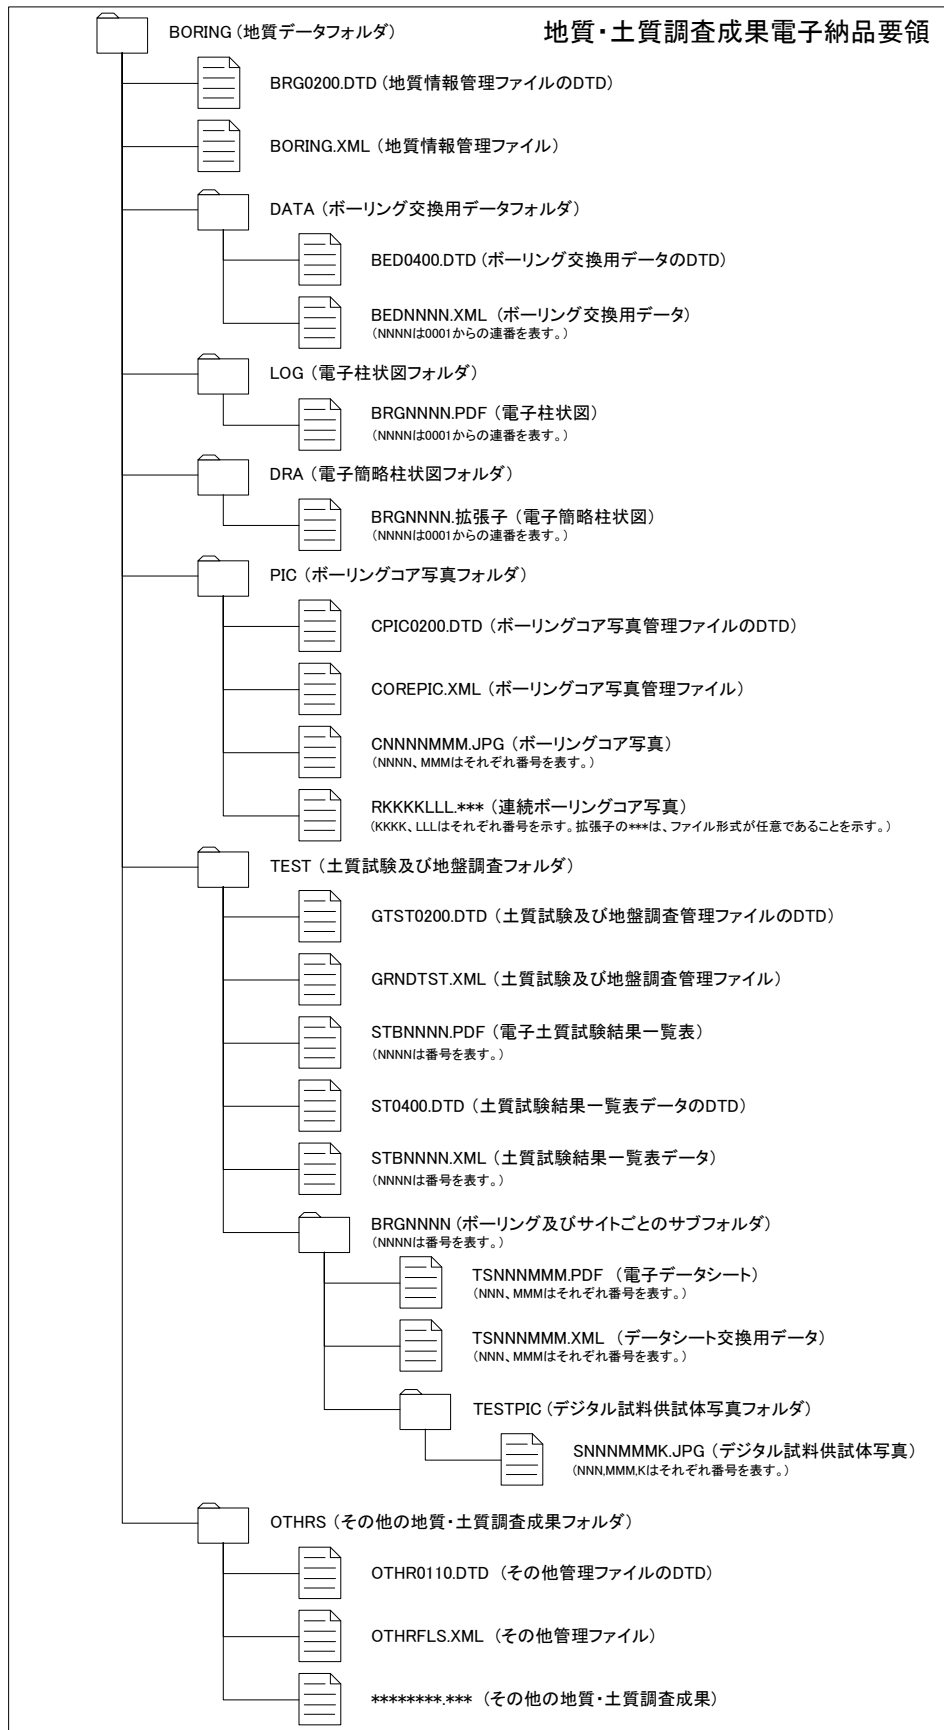 BORING (地質データフォルダ)
地質・土質調査成果電子納品要領
BRG0200.DTD (地質情報管理ファイルのDTD)
BORING.XML (地質情報管理ファイル)
DATA (ボーリング交換用データフォルダ)
BED0400.DTD (ボーリング交換用データのDTD)
BEDNNNN.XML (ボーリング交換用データ)
(NNNNは0001からの連番を表す。)
LOG (電子柱状図フォルダ)
BRGNNNN.PDF (電子柱状図)
(NNNNは0001からの連番を表す。)
DRA (電子簡略柱状図フォルダ)
BRGNNNN.拡張子 (電子簡略柱状図)
(NNNNは0001からの連番を表す。)
PIC (ボーリングコア写真フォルダ)
CPIC0200.DTD (ボーリングコア写真管理ファイルのDTD)
COREPIC.XML (ボーリングコア写真管理ファイル)
CNNNNMMM.JPG (ボーリングコア写真)
(NNNN、MMMはそれぞれ番号を表す。)
RKKKKLLL.*** (連続ボーリングコア写真)
(KKKK、LLLはそれぞれ番号を示す。拡張子の***は、ファイル形式が任意であることを示す。)
TEST (土質試験及び地盤調査フォルダ)
GTST0200.DTD (土質試験及び地盤調査管理ファイルのDTD)
GRNDTST.XML (土質試験及び地盤調査管理ファイル)
STBNNNN.PDF (電子土質試験結果一覧表)
(NNNNは番号を表す。)
ST0400.DTD (土質試験結果一覧表データのDTD)
STBNNNN.XML (土質試験結果一覧表データ)
(NNNNは番号を表す。)
BRGNNNN (ボーリング及びサイトごとのサブフォルダ)
(NNNNは番号を表す。)
TSNNNMMM.PDF (電子データシート)
(NNN、MMMはそれぞれ番号を表す。)
TSNNNMMM.XML (データシート交換用データ)
(NNN、MMMはそれぞれ番号を表す。)
TESTPIC (デジタル試料供試体写真フォルダ)
SNNNMMMK.JPG (デジタル試料供試体写真)
(NNN,MMM,Kはそれぞれ番号を表す。)
OTHRS (その他の地質・土質調査成果フォルダ)
OTHR0110.DTD (その他管理ファイルのDTD)
OTHRFLS.XML (その他管理ファイル)
********.*** (その他の地質・土質調査成果)